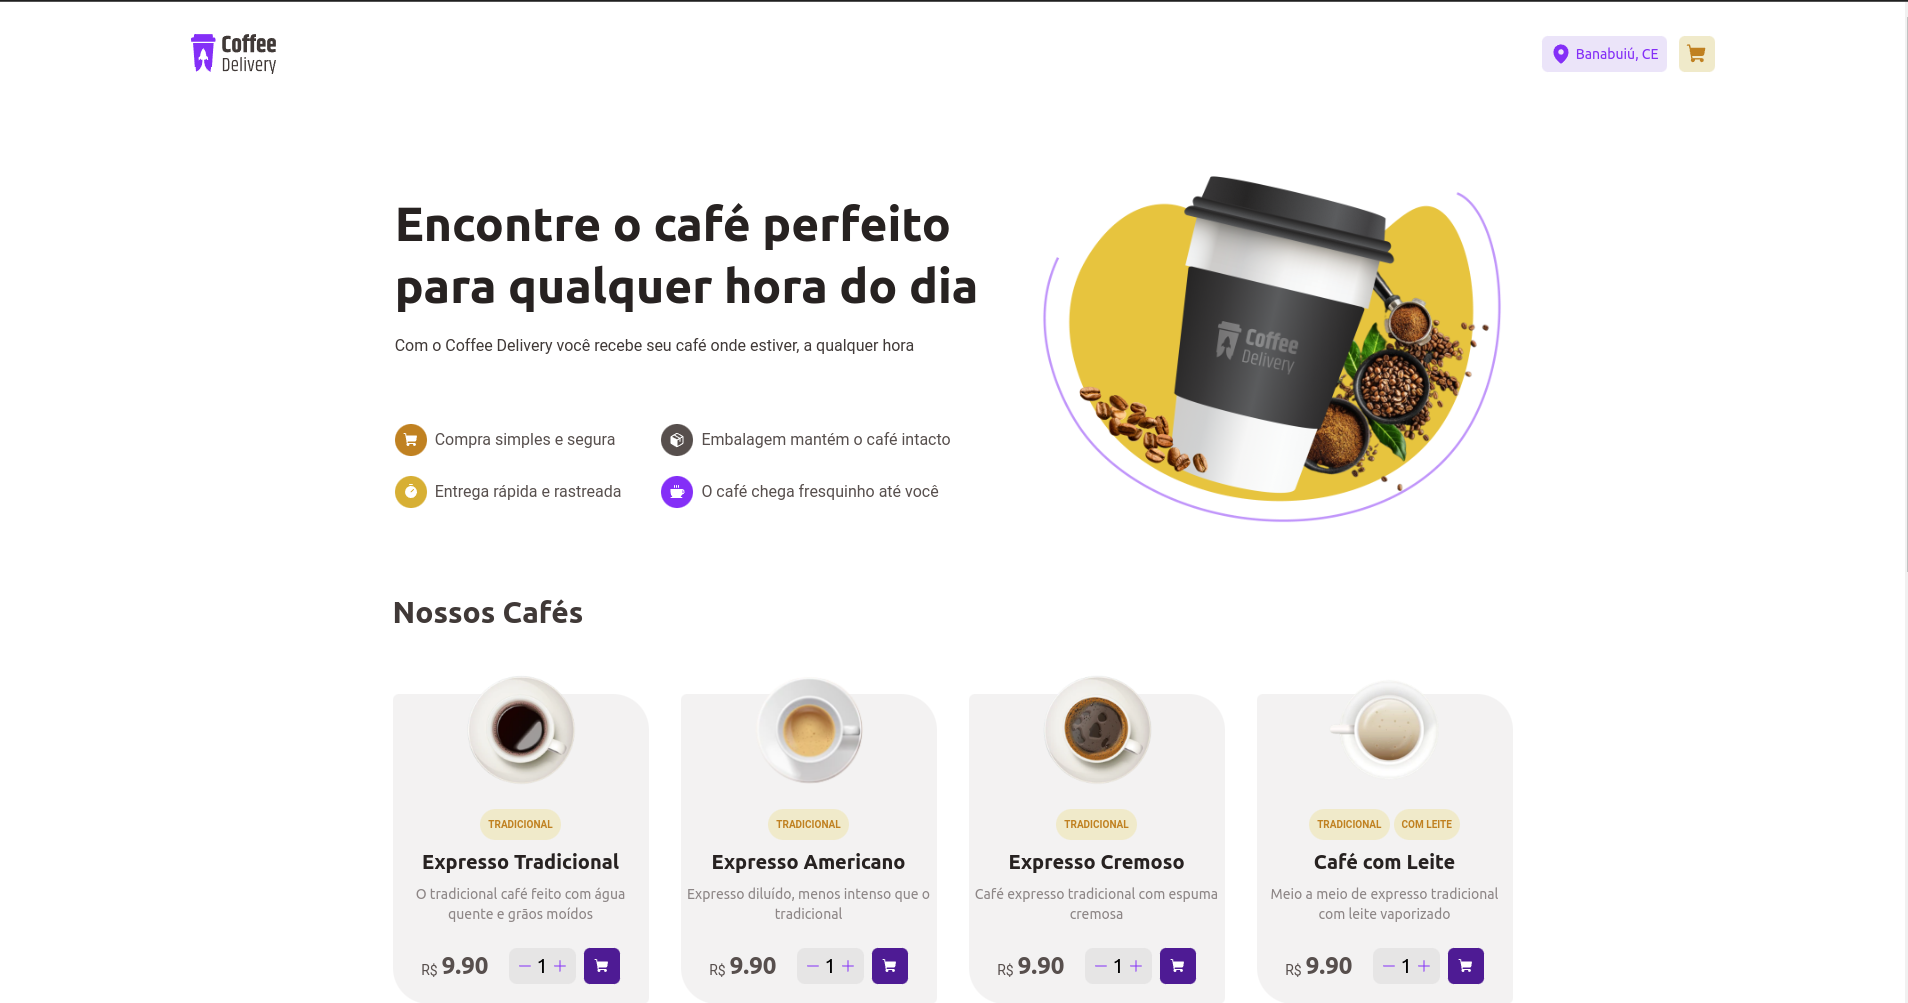 Coffee
Delivery
Banabuiú, CE
Encontre o café perfeito
para qualquer hora do dia
Com o Coffee Delivery você recebe seu café onde estiver, a qualquer hora
Compra simples e segura
Embalagem mantém o café intacto
Entrega rápida e rastreada
O café chega fresquinho até você
Coffee
Delivery
Nossos Cafés
TRADICIONAL
Expresso Tradicional
O tradicional café feito com água
quente e grãos moídos
R$ 9.90
1
TRADICIONAL
Expresso Americano
Expresso diluído, menos intenso que o
tradicional
R$ 9.90
1
TRADICIONAL
Expresso Cremoso
Café expresso tradicional com espuma
cremosa
R$ 9.90
1
TRADICIONAL COM LEITE
Café com Leite
Meio a meio de expresso tradicional
com leite vaporizado
R$ 9.90
1